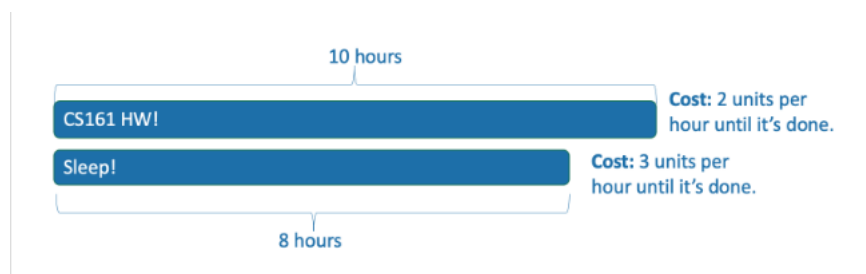 10 hours
CS161 HW!
Cost: 2 units per
hour until it's done.
Sleep!
Cost: 3 units per
hour until it's done.
8 hours